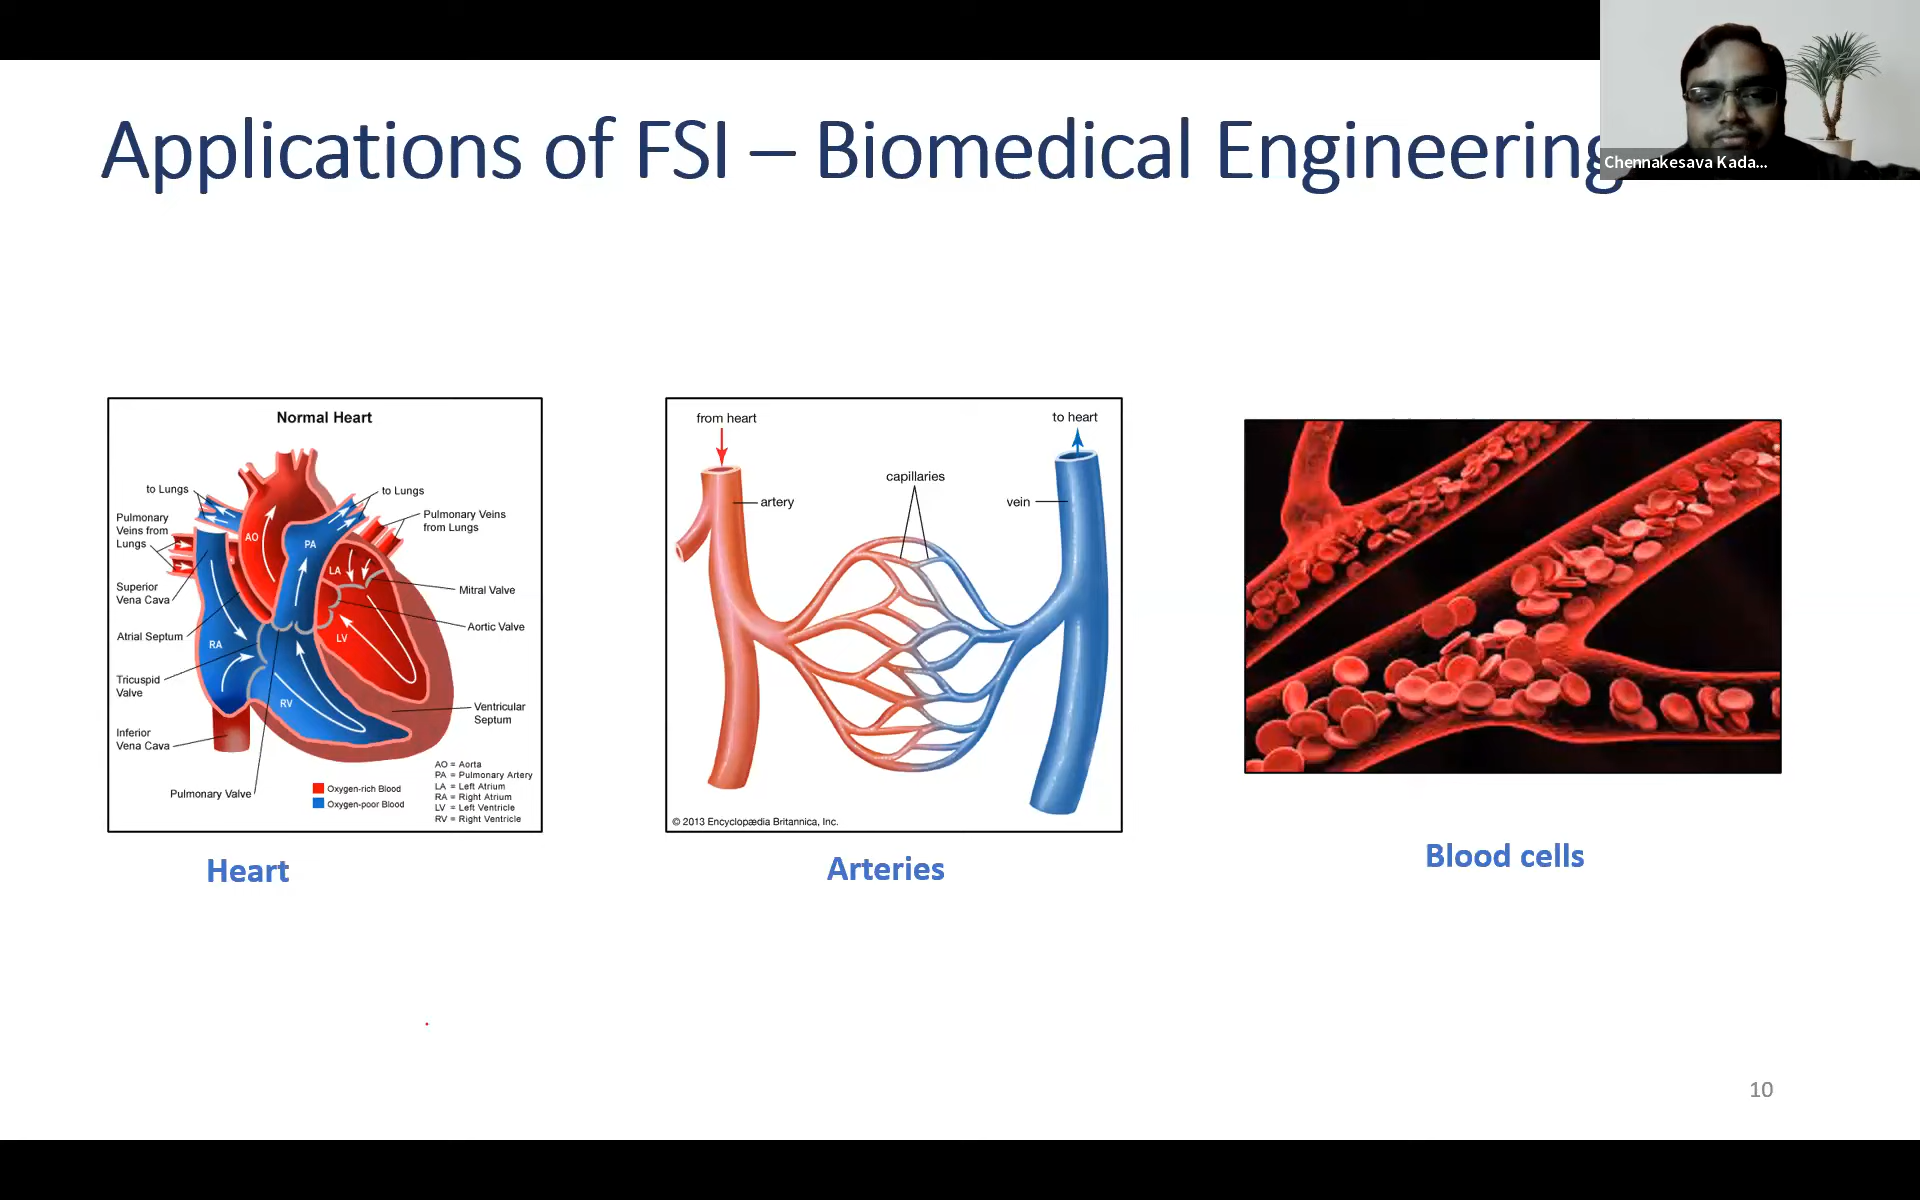 Applications of FSI – Biomedical Engineering
Chennakesava Kada...
Normal Heart
to Lungs
to Lungs
Pulmonary
Veins from
Lungs
Pulmonary Veins
from Lungs
AO
PA
LA
Superior
Vena Cava
Mitral Valve
Atrial Septum
Aortic Valve
RA
LV
Tricuspid
Valve
RV
Ventricular
Septum
Inferior
Vena Cava
Pulmonary Valve
Oxygen-rich Blood
Oxygen-poor Blood
AO = Aorta
PA = Pulmonary Artery
LA = Left Atrium
RA = Right Atrium
LV = Left Ventricle
RV = Right Ventricle
Heart
from heart
to heart
capillaries
artery
vein
© 2013 Encyclopædia Britannica, Inc.
Arteries
Blood cells
10